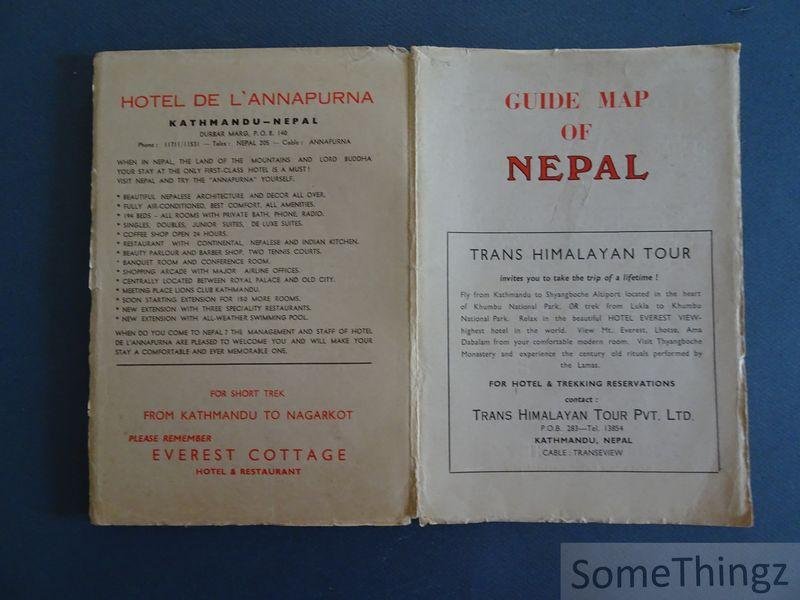 HOTEL DE L'ANNAPURNA
KATHMANDU—NEPAL
DURBAR MARG, P.O.B. 140
Phone: 11711/11531 — Telex: NEPAL 205 — Cable: ANNAPURNA
WHEN IN NEPAL, THE LAND OF THE MOUNTAINS AND LORD BUDDHA
YOUR STAY AT THE ONLY FIRST-CLASS HOTEL IS A MUST!
VISIT NEPAL AND TRY THE "ANNAPURNA" YOURSELF.
* BEAUTIFUL NEPALESE ARCHITECTURE AND DECOR ALL OVER.
* FULLY AIR-CONDITIONED, BEST COMFORT, ALL AMENITIES.
* 194 BEDS – ALL ROOMS WITH PRIVATE BATH, PHONE, RADIO.
* SINGLES, DOUBLES, JUNIOR SUITES, DE LUXE SUITES.
* COFFEE SHOP OPEN 24 HOURS.
* RESTAURANT WITH CONTINENTAL, NEPALESE AND INDIAN KITCHEN.
* BEAUTY PARLOUR AND BARBER SHOP, TWO TENNIS COURTS.
* BANQUET ROOM AND CONFERENCE ROOM.
* SHOPPING ARCADE WITH MAJOR AIRLINE OFFICES.
* CENTRALLY LOCATED BETWEEN ROYAL PALACE AND OLD CITY.
* MEETING PLACE LIONS CLUB KATHMANDU.
* SOON STARTING EXTENSION FOR 150 MORE ROOMS.
* NEW EXTENSION WITH THREE SPECIALITY RESTAURANTS.
* NEW EXTENSION WITH ALL-WEATHER SWIMMING POOL.
WHEN DO YOU COME TO NEPAL? THE MANAGEMENT AND STAFF OF HOTEL
DE L'ANNAPURNA ARE PLEASED TO WELCOME YOU AND WILL MAKE YOUR
STAY A COMFORTABLE AND EVER MEMORABLE ONE.
FOR SHORT TREK
FROM KATHMANDU TO NAGARKOT
PLEASE REMEMBER
EVEREST COTTAGE
HOTEL & RESTAURANT
GUIDE MAP
OF
NEPAL
TRANS HIMALAYAN TOUR
invites you to take the trip of a lifetime!
Fly from Kathmandu to Shyangboche Altiport located in the heart
of Khumbu National Park, OR trek from Lukla to Khumbu
National Park. Relax in the beautiful HOTEL EVEREST VIEW-
highest hotel in the world. View Mt. Everest, Lhotse, Ama
Dabalam from your comfortable modern room. Visit Thyangboche
Monastery and experience the century old rituals performed by
the Lamas.
FOR HOTEL & TREKKING RESERVATIONS
contact:
TRANS HIMALAYAN TOUR PVT. LTD.
P.O.B. 283—Tel. 13854
KATHMANDU, NEPAL
CABLE: TRANSEVIEW
SomeThingz